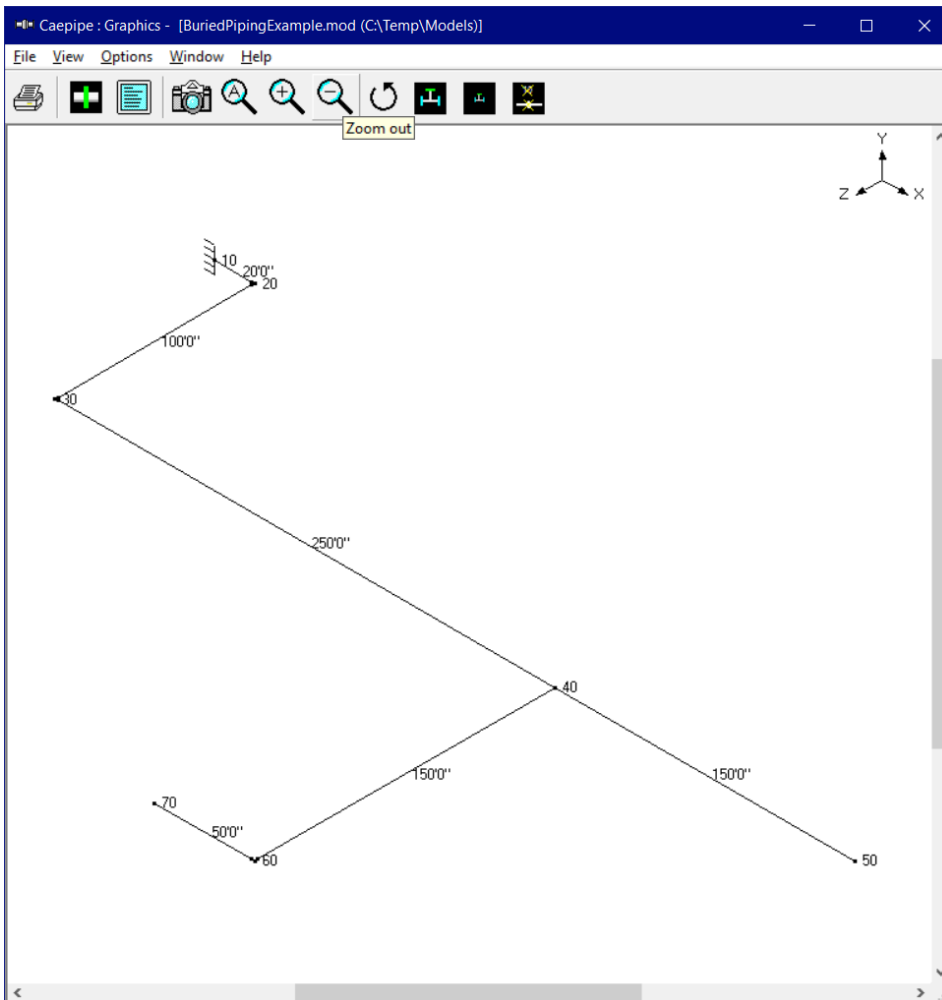 Caepipe : Graphics - [BuriedPipingExample.mod (C:\Temp\Models)]
File View Options Window Help
A
Zoom out
Y
Z X
10
20'0"
20
100'0"
30
250'0"
40
150'0" 150'0"
70
50'0"
60 50